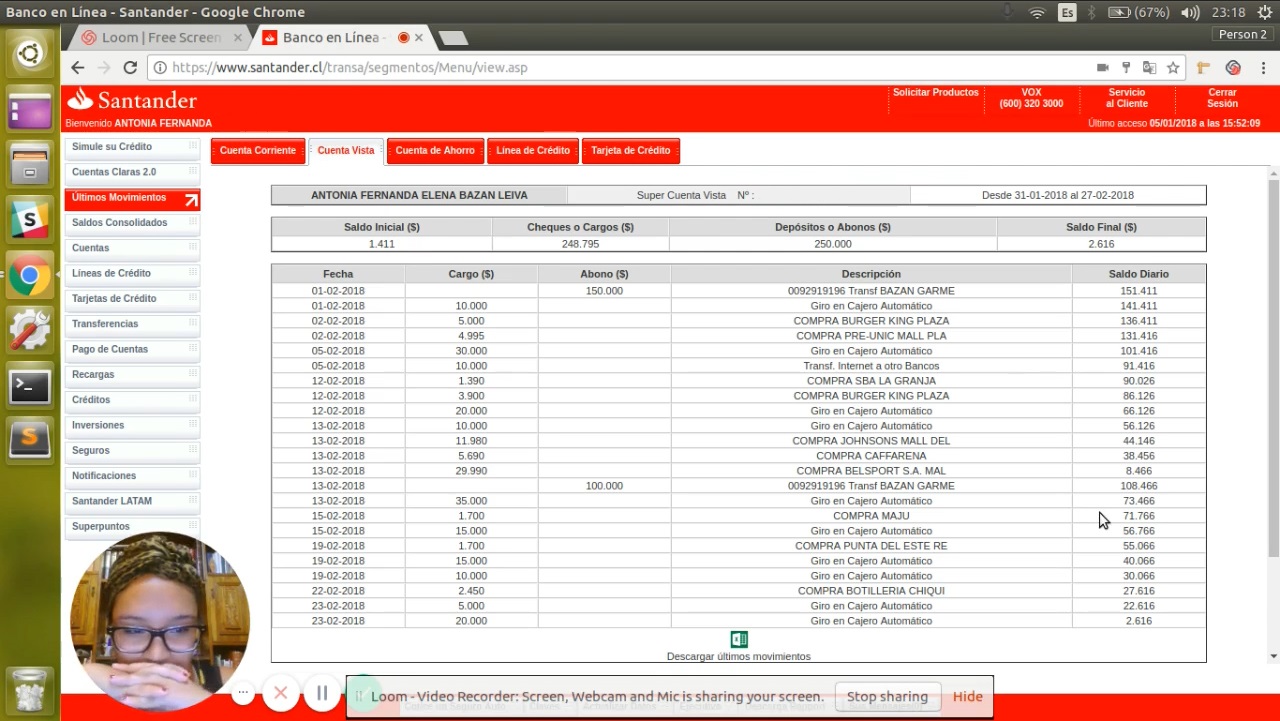 Banco en Línea - Santander - Google Chrome
Es (67%) 23:18
Loom | Free Screen
Banco en Línea -
Person 2
https://www.santander.cl/transa/segmentos/Menu/view.asp
Santander
Solicitar Productos
VOX (600) 320 3000
Servicio al Cliente
Cerrar Sesión
Bienvenido ANTONIA FERNANDA
Último acceso 05/01/2018 a las 15:52:09
Simule su Crédito
Cuentas Claras 2.0
Últimos Movimientos
Saldos Consolidados
Cuentas
Líneas de Crédito
Tarjetas de Crédito
Transferencias
Pago de Cuentas
Recargas
Créditos
Inversiones
Seguros
Notificaciones
Santander LATAM
Superpuntos
Cuenta Corriente
Cuenta Vista
Cuenta de Ahorro
Línea de Crédito
Tarjeta de Crédito
ANTONIA FERNANDA ELENA BAZAN LEIVA Super Cuenta Vista Nº : Desde 31-01-2018 al 27-02-2018
Saldo Inicial ($) Cheques o Cargos ($) Depósitos o Abonos ($) Saldo Final ($)
1.411 248.795 250.000 2.616
Fecha Cargo ($) Abono ($) Descripción Saldo Diario
01-02-2018 150.000 0092919196 Transf BAZAN GARME 151.411
01-02-2018 10.000 Giro en Cajero Automático 141.411
02-02-2018 5.000 COMPRA BURGER KING PLAZA 136.411
02-02-2018 4.995 COMPRA PRE-UNIC MALL PLA 131.416
05-02-2018 30.000 Giro en Cajero Automático 101.416
05-02-2018 10.000 Transf. Internet a otro Bancos 91.416
12-02-2018 1.390 COMPRA SBA LA GRANJA 90.026
12-02-2018 3.900 COMPRA BURGER KING PLAZA 86.126
12-02-2018 20.000 Giro en Cajero Automático 66.126
13-02-2018 10.000 Giro en Cajero Automático 56.126
13-02-2018 11.980 COMPRA JOHNSONS MALL DEL 44.146
13-02-2018 5.690 COMPRA CAFFARENA 38.456
13-02-2018 29.990 COMPRA BELSPORT S.A. MAL 8.466
13-02-2018 100.000 0092919196 Transf BAZAN GARME 108.466
13-02-2018 35.000 Giro en Cajero Automático 73.466
15-02-2018 1.700 COMPRA MAJU 71.766
15-02-2018 15.000 Giro en Cajero Automático 56.766
19-02-2018 1.700 COMPRA PUNTA DEL ESTE RE 55.066
19-02-2018 15.000 Giro en Cajero Automático 40.066
19-02-2018 10.000 Giro en Cajero Automático 30.066
22-02-2018 2.450 COMPRA BOTILLERIA CHIQUI 27.616
23-02-2018 5.000 Giro en Cajero Automático 22.616
23-02-2018 20.000 Giro en Cajero Automático 2.616
Descargar últimos movimientos
Loom - Video Recorder: Screen, Webcam and Mic is sharing your screen. Stop sharing Hide